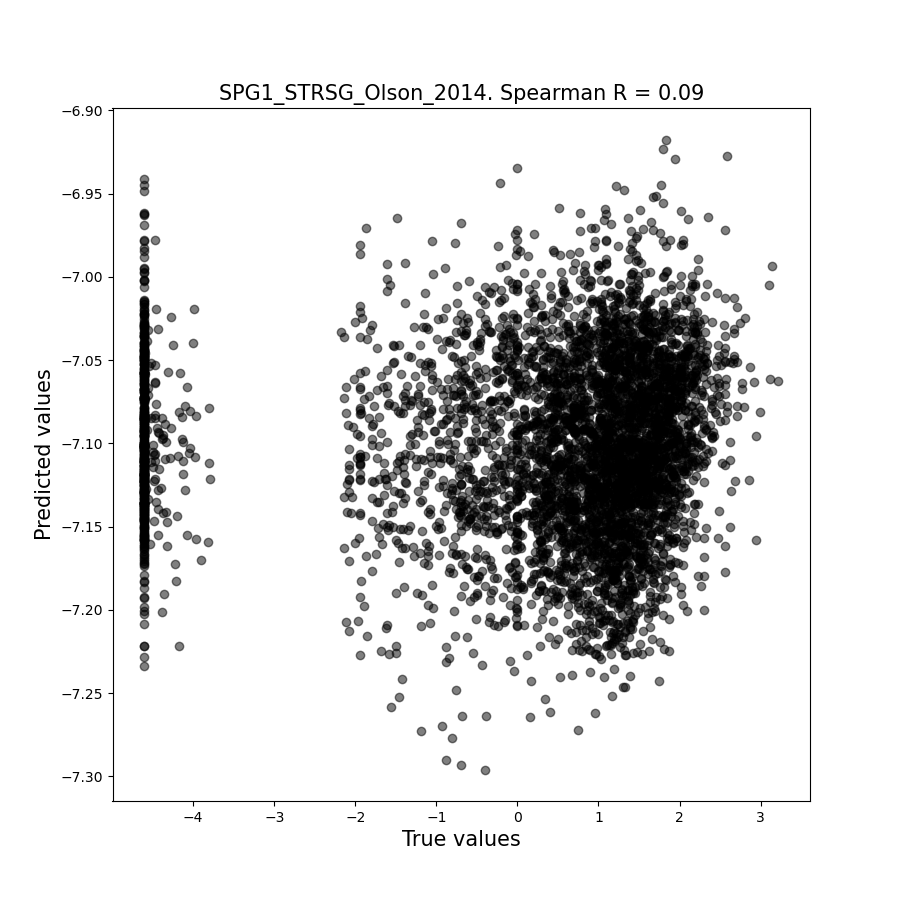 SPG1_STRSG_Olson_2014. Spearman R = 0.09
−6.90
−6.95
−7.00
−7.05
−7.10
−7.15
−7.20
−7.25
−7.30
Predicted values
−4 −3 −2 −1 0 1 2 3
True values